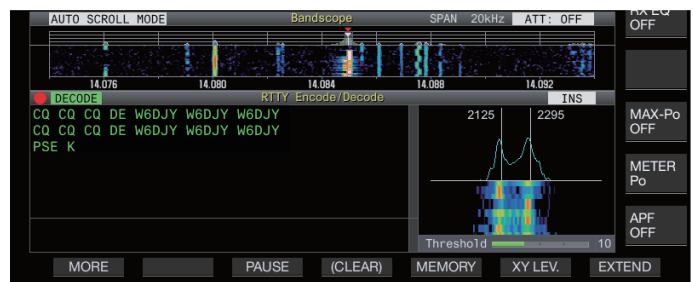 AUTO SCROLL MODE Bandscope SPAN 20kHz ATT: OFF
RX EQ
OFF
14.076 14.080 14.084 14.088 14.092
DECODE RTTY Encode/Decode INS
CQ CQ CQ DE W6DJY W6DJY W6DJY
CQ CQ CQ DE W6DJY W6DJY W6DJY
PSE K
2125 2295
MAX-Po
OFF
METER
Po
APF
OFF
Threshold 10
MORE PAUSE (CLEAR) MEMORY XY LEV. EXTEND